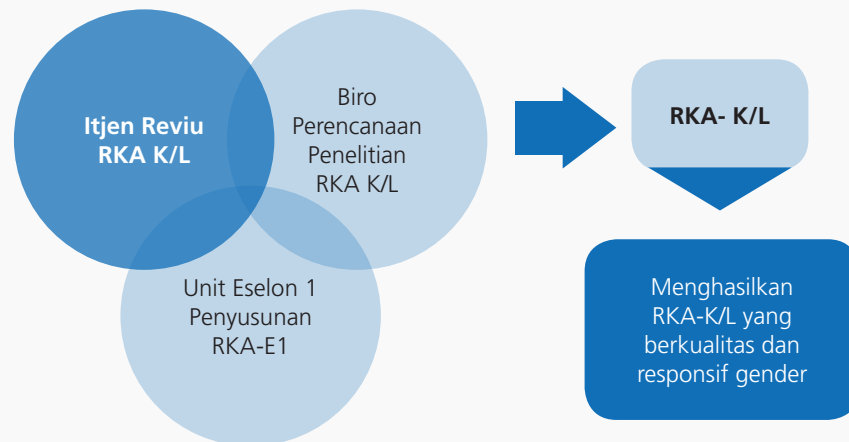 Itjen Reviu
RKA K/L
Biro
Perencanaan
Penelitian
RKA K/L
Unit Eselon 1
Penyusunan
RKA-E1
RKA- K/L
Menghasilkan
RKA-K/L yang
berkualitas dan
responsif gender